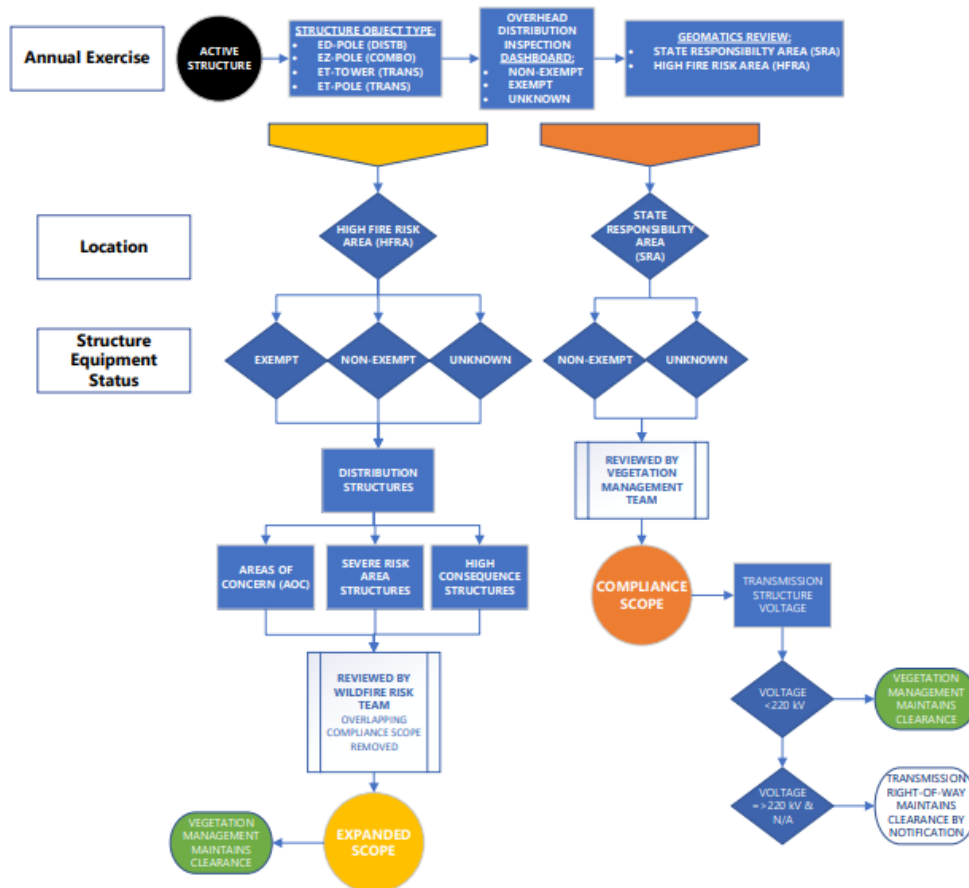 Annual Exercise
ACTIVE
STRUCTURE
STRUCTURE OBJECT TYPE:
• ED-POLE (DISTB)
• EZ-POLE (COMBO)
• ET-TOWER (TRANS)
• ET-POLE (TRANS)
OVERHEAD
DISTRIBUTION
INSPECTION
DASHBOARD:
• NON-EXEMPT
• EXEMPT
• UNKNOWN
GEOMATICS REVIEW:
• STATE RESPONSIBILTY AREA (SRA)
• HIGH FIRE RISK AREA (HFRA)
Location
HIGH FIRE RISK
AREA (HFRA)
STATE
RESPONSIBILITY
AREA
(SRA)
Structure
Equipment
Status
EXEMPT
NON-EXEMPT
UNKNOWN
NON-EXEMPT
UNKNOWN
DISTRIBUTION
STRUCTURES
REVIEWED BY
VEGETATION
MANAGEMENT
TEAM
AREAS OF
CONCERN (AOC)
SEVERE RISK
AREA
STRUCTURES
HIGH
CONSEQUENCE
STRUCTURES
COMPLIANCE
SCOPE
TRANSMISSION
STRUCTURE
VOLTAGE
REVIEWED BY
WILDFIRE RISK
TEAM
OVERLAPPING
COMPLIANCE SCOPE
REMOVED
VOLTAGE
<220 kV
VEGETATION
MANAGEMENT
MAINTAINS
CLEARANCE
VOLTAGE
=>220 kV &
N/A
TRANSMISSION
RIGHT-OF-WAY
MAINTAINS
CLEARANCE BY
NOTIFICATION
VEGETATION
MANAGEMENT
MAINTAINS
CLEARANCE
EXPANDED
SCOPE